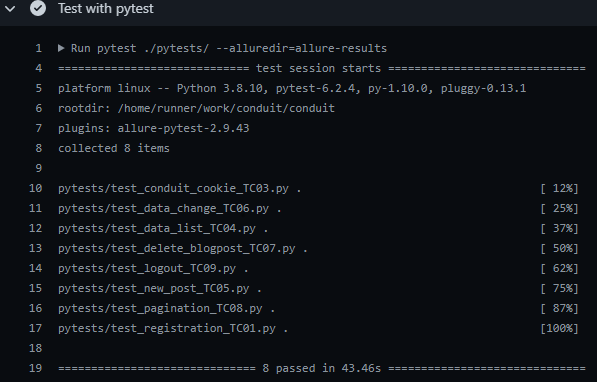 Test with pytest
1 ▶ Run pytest ./pytests/ --alluredir=allure-results
4 ============================= test session starts ==============================
5 platform linux -- Python 3.8.10, pytest-6.2.4, py-1.10.0, pluggy-0.13.1
6 rootdir: /home/runner/work/conduit/conduit
7 plugins: allure-pytest-2.9.43
8 collected 8 items
9
10 pytests/test_conduit_cookie_TC03.py . [ 12%]
11 pytests/test_data_change_TC06.py . [ 25%]
12 pytests/test_data_list_TC04.py . [ 37%]
13 pytests/test_delete_blogpost_TC07.py . [ 50%]
14 pytests/test_logout_TC09.py . [ 62%]
15 pytests/test_new_post_TC05.py . [ 75%]
16 pytests/test_pagination_TC08.py . [ 87%]
17 pytests/test_registration_TC01.py . [100%]
18
19 ============================== 8 passed in 43.46s ==============================